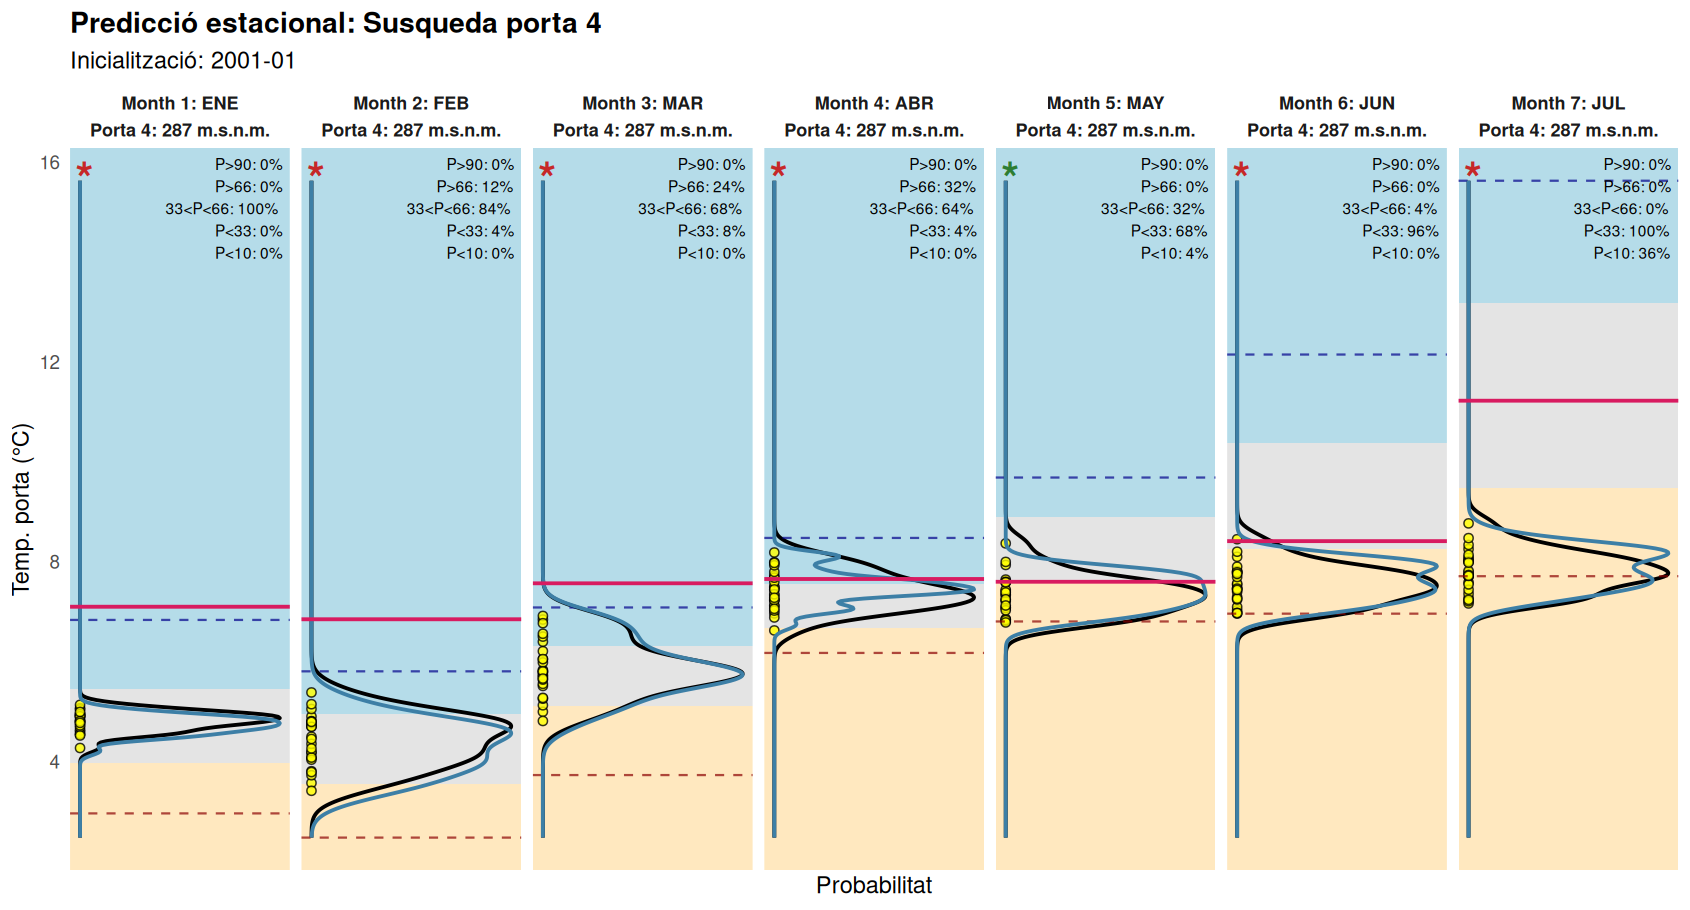 Predicció estacional: Susqueda porta 4
Inicialització: 2001-01
Month 1: ENE
Porta 4: 287 m.s.n.m.
Month 2: FEB
Porta 4: 287 m.s.n.m.
Month 3: MAR
Porta 4: 287 m.s.n.m.
Month 4: ABR
Porta 4: 287 m.s.n.m.
Month 5: MAY
Porta 4: 287 m.s.n.m.
Month 6: JUN
Porta 4: 287 m.s.n.m.
Month 7: JUL
Porta 4: 287 m.s.n.m.
Temp. porta (°C)
16
12
8
4
*
P>90: 0%
P>66: 0%
33<P<66: 100%
P<33: 0%
P<10: 0%
*
P>90: 0%
P>66: 12%
33<P<66: 84%
P<33: 4%
P<10: 0%
*
P>90: 0%
P>66: 24%
33<P<66: 68%
P<33: 8%
P<10: 0%
*
P>90: 0%
P>66: 32%
33<P<66: 64%
P<33: 4%
P<10: 0%
*
P>90: 0%
P>66: 0%
33<P<66: 32%
P<33: 68%
P<10: 4%
*
P>90: 0%
P>66: 0%
33<P<66: 4%
P<33: 96%
P<10: 0%
*
P>90: 0%
P>66: 0%
33<P<66: 0%
P<33: 100%
P<10: 36%
Probabilitat